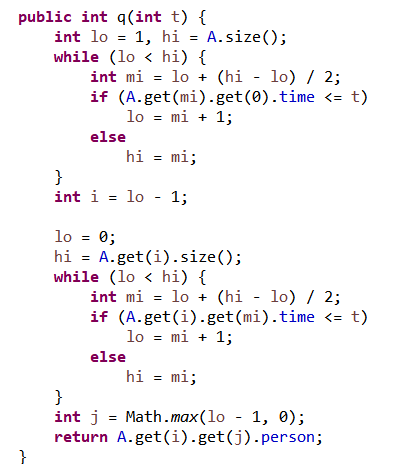 public int q(int t) {
    int lo = 1, hi = A.size();
    while (lo < hi) {
        int mi = lo + (hi - lo) / 2;
        if (A.get(mi).get(0).time <= t)
            lo = mi + 1;
        else
            hi = mi;
    }
    int i = lo - 1;

    lo = 0;
    hi = A.get(i).size();
    while (lo < hi) {
        int mi = lo + (hi - lo) / 2;
        if (A.get(i).get(mi).time <= t)
            lo = mi + 1;
        else
            hi = mi;
    }
    int j = Math.max(lo - 1, 0);
    return A.get(i).get(j).person;
}